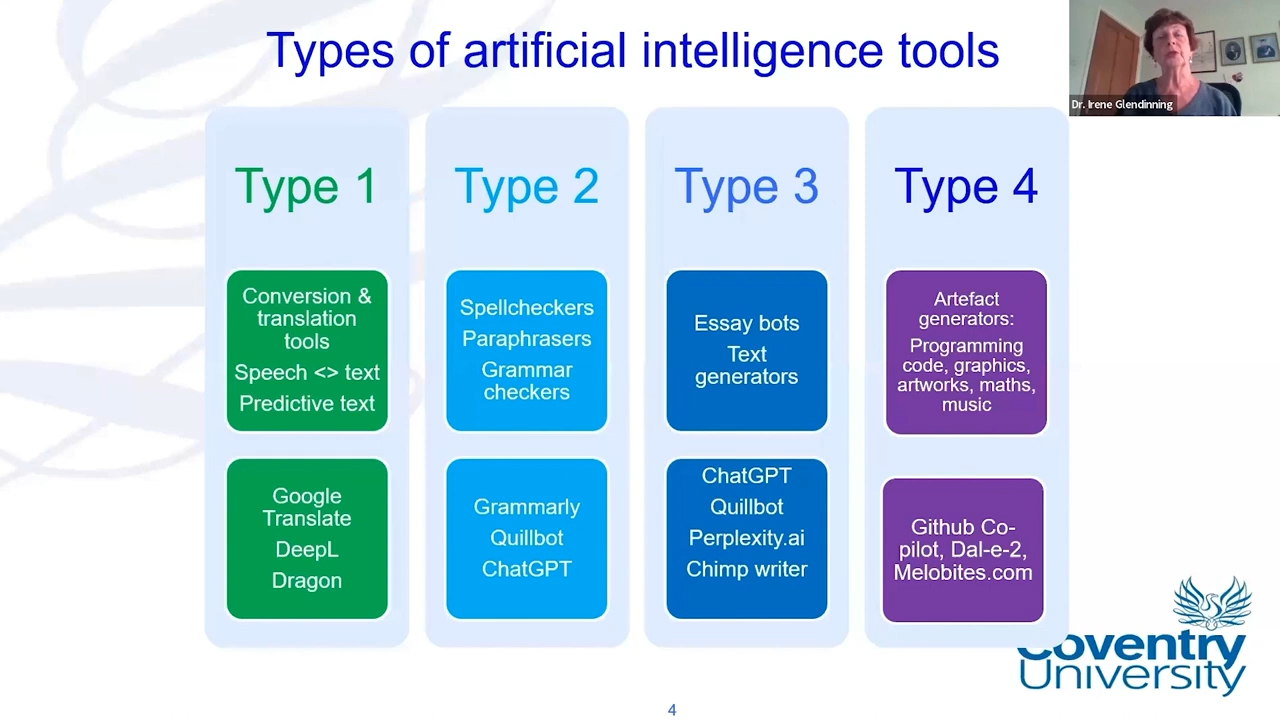 Types of artificial intelligence tools
Dr. Irene Glendinning
Type 1
Conversion &
translation
tools
Speech <> text
Predictive text
Google
Translate
DeepL
Dragon
Type 2
Spellcheckers
Paraphrasers
Grammar
checkers
Grammarly
Quillbot
ChatGPT
Type 3
Essay bots
Text
generators
ChatGPT
Quillbot
Perplexity.ai
Chimp writer
Type 4
Artefact
generators:
Programming
code, graphics,
artworks, maths,
music
Github Co-
pilot, Dal-e-2,
Melobites.com
Coventry
University
4